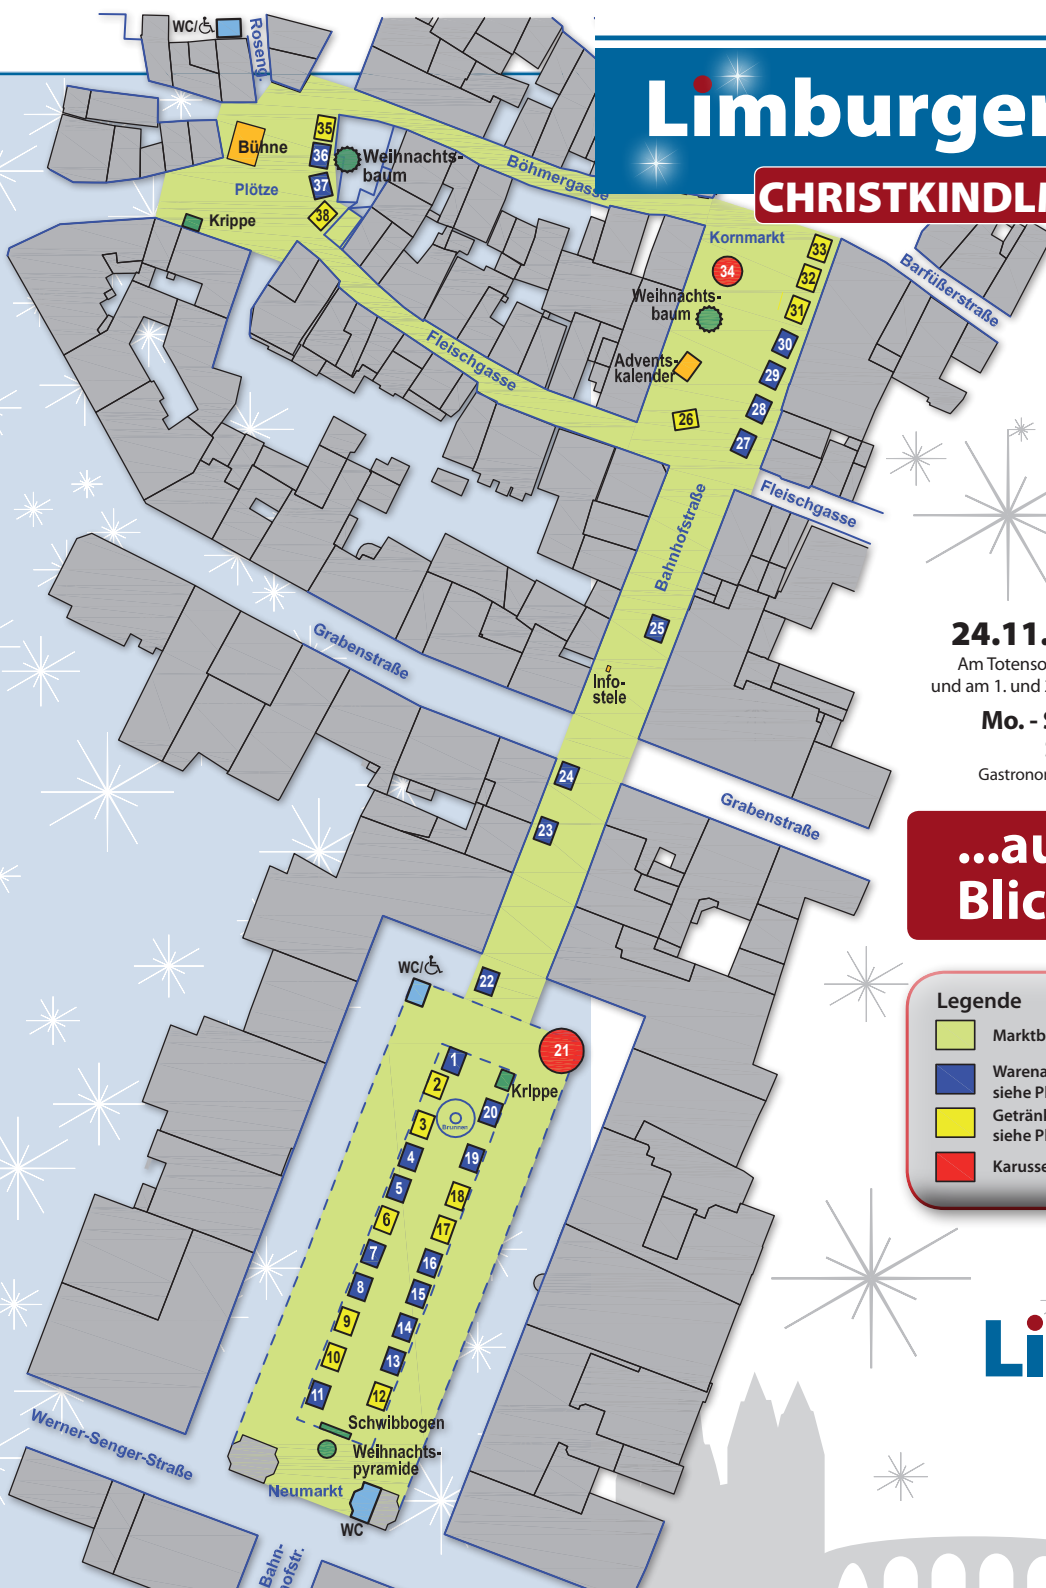 WC/
Roseng.
Limburger
CHRISTKINDLM
Bühne
35
36
37
38
Weihnachts-
baum
Plötze
Krippe
Böhmergasse
Kornmarkt
34
33
32
31
30
29
28
27
26
Weihnachts-
baum
Advents-
kalender
Barfüßerstraße
Fleischgasse
Fleischgasse
Bahnhofstraße
25
Info-
stele
Grabenstraße
24
23
Grabenstraße
24.11.
Am Totenso
und am 1. und
Mo. -
Gastronor
...au
Blic
WC/
22
21
1
2
3
4
5
6
7
8
9
10
11
Krippe
Brunnen
20
19
18
17
16
15
14
13
12
Schwibbogen
Weihnachts-
pyramide
Neumarkt
WC
Werner-Senger-Straße
Bahn-
hofstr.
Legende
Marktb
Warena
siehe Pl
Getränk
siehe Pl
Karusse
Li